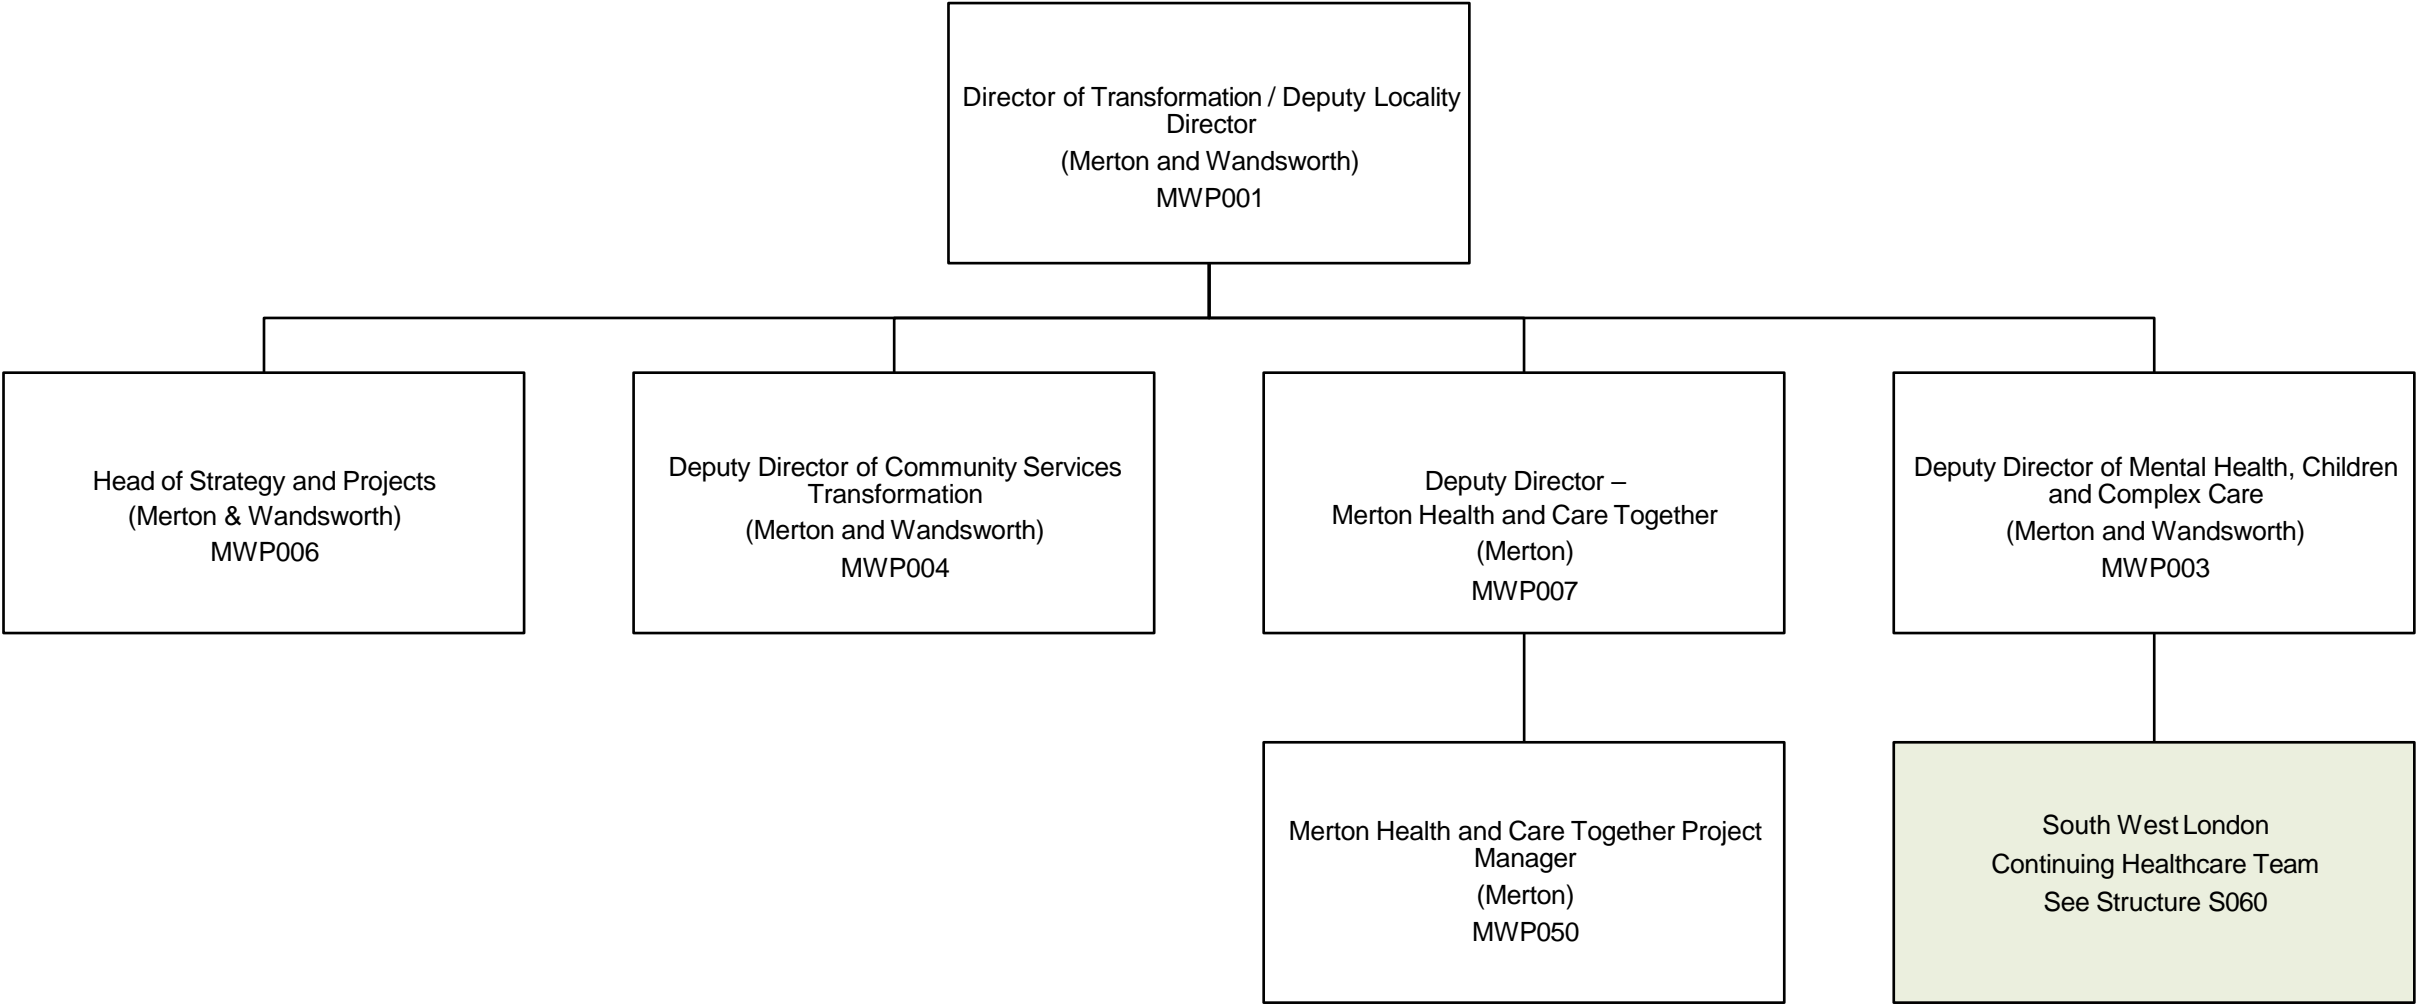 Director of Transformation / Deputy Locality
Director
(Merton and Wandsworth)
MWP001
Head of Strategy and Projects
(Merton & Wandsworth)
MWP006
Deputy Director of Community Services
Transformation
(Merton and Wandsworth)
MWP004
Deputy Director –
Merton Health and Care Together
(Merton)
MWP007
Deputy Director of Mental Health, Children
and Complex Care
(Merton and Wandsworth)
MWP003
Merton Health and Care Together Project
Manager
(Merton)
MWP050
South West London
Continuing Healthcare Team
See Structure S060